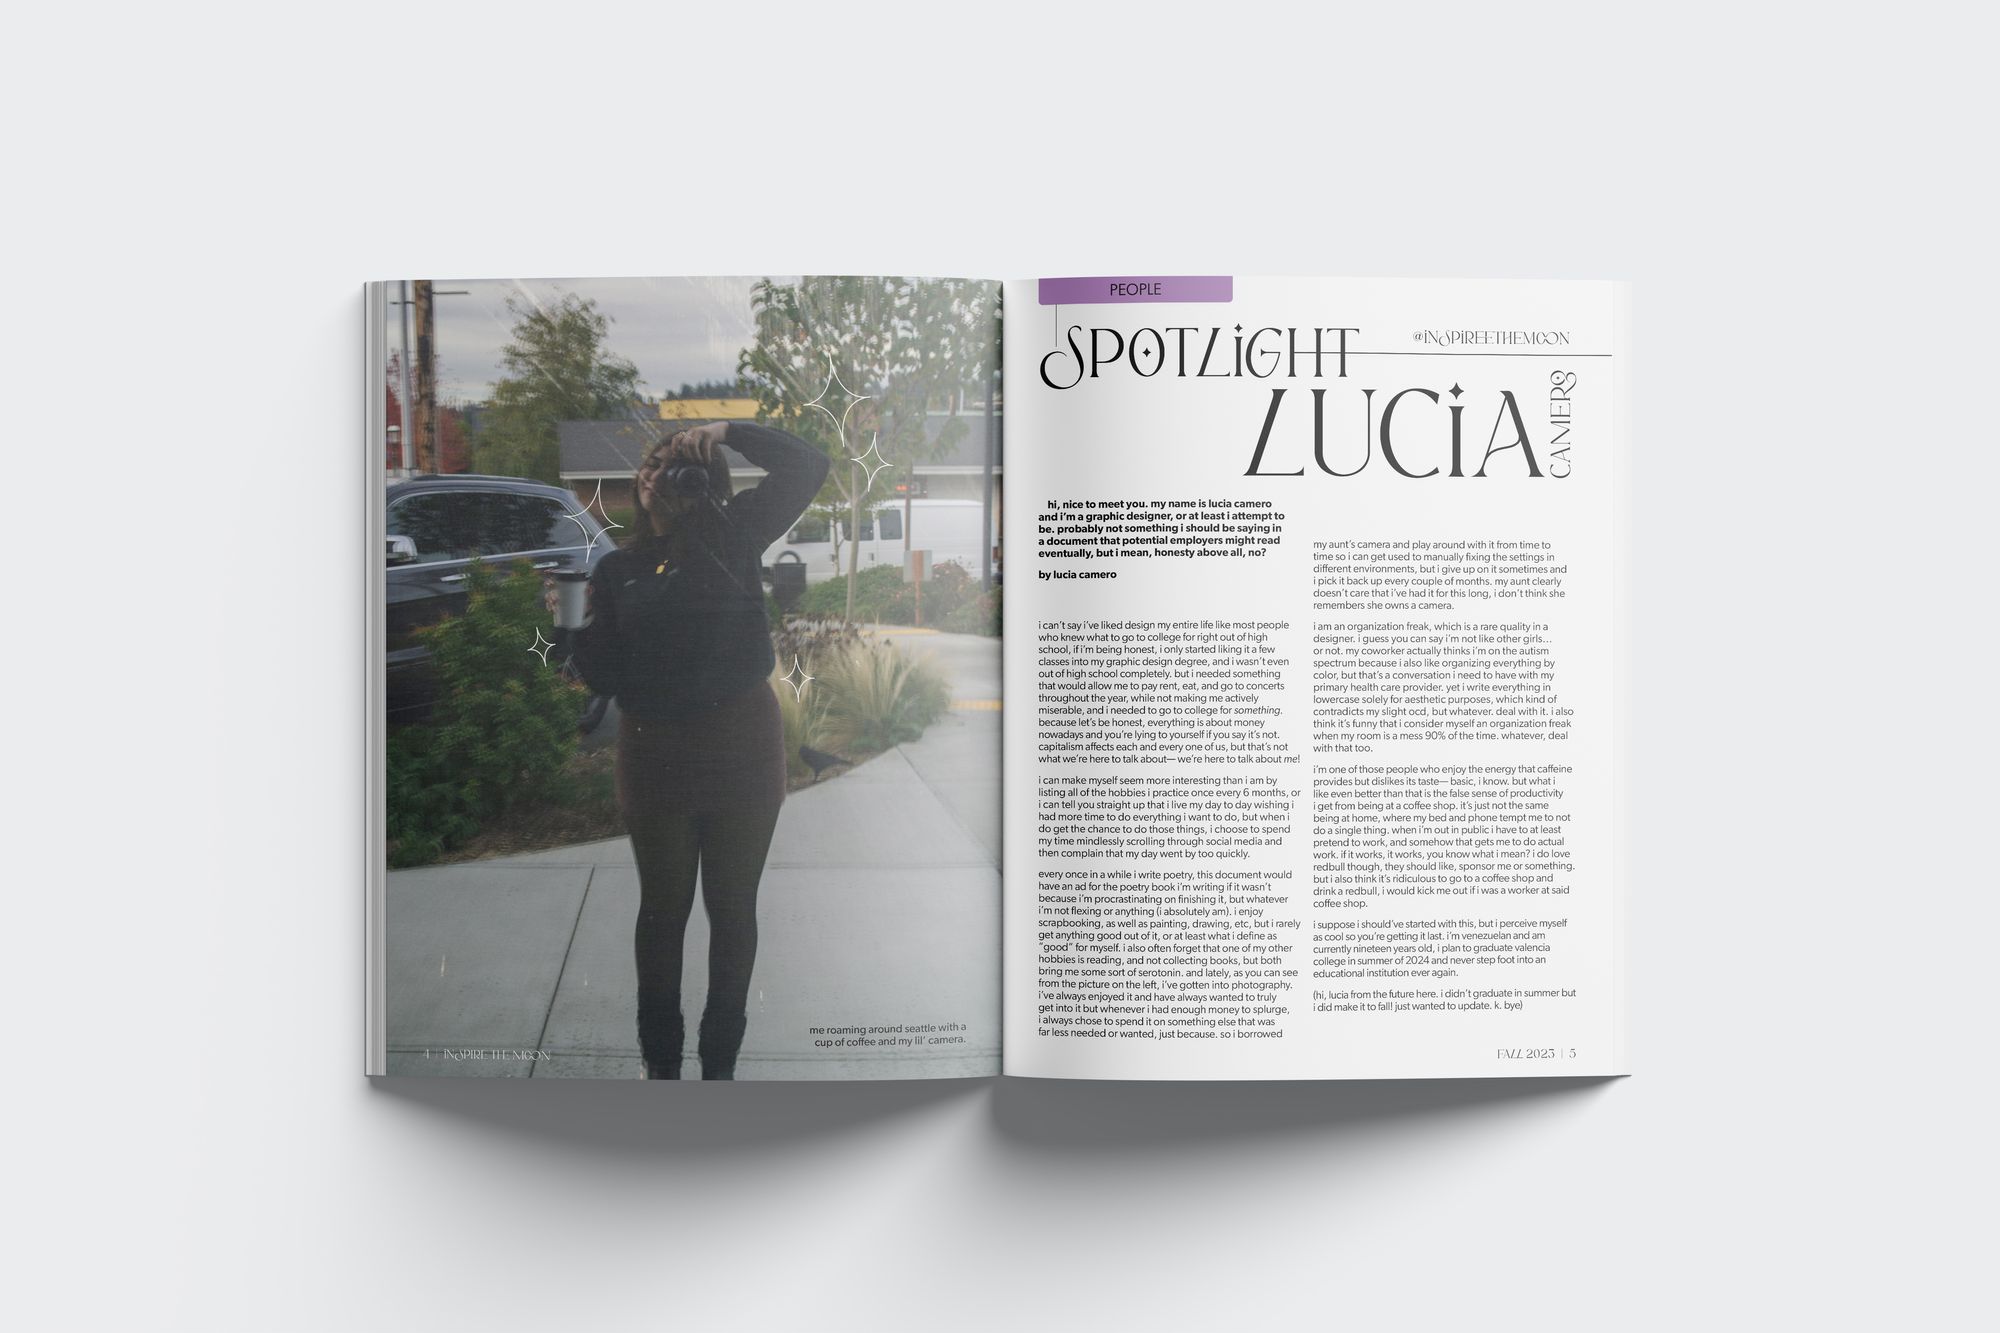 me roaming around seattle with a
cup of coffee and my lil' camera.
4 | INSPIRE THE MOON
PEOPLE
SPOTLiGHT
@iNSPiREETHEMOON
LUCiA
CAMERO
hi, nice to meet you. my name is lucia camero
and i'm a graphic designer, or at least i attempt to
be. probably not something i should be saying in
a document that potential employers might read
eventually, but i mean, honesty above all, no?
by lucia camero
i can't say i've liked design my entire life like most people
who knew what to go to college for right out of high
school, if i'm being honest, i only started liking it a few
classes into my graphic design degree, and i wasn't even
out of high school completely. but i needed something
that would allow me to pay rent, eat, and go to concerts
throughout the year, while not making me actively
miserable, and i needed to go to college for something.
because let's be honest, everything is about money
nowadays and you're lying to yourself if you say it's not.
capitalism affects each and every one of us, but that's not
what we're here to talk about— we're here to talk about me!
i can make myself seem more interesting than i am by
listing all of the hobbies i practice once every 6 months, or
i can tell you straight up that i live my day to day wishing i
had more time to do everything i want to do, but when i
do get the chance to do those things, i choose to spend
my time mindlessly scrolling through social media and
then complain that my day went by too quickly.
every once in a while i write poetry, this document would
have an ad for the poetry book i'm writing if it wasn't
because i'm procrastinating on finishing it, but whatever
i'm not flexing or anything (i absolutely am). i enjoy
scrapbooking, as well as painting, drawing, etc, but i rarely
get anything good out of it, or at least what i define as
"good" for myself. i also often forget that one of my other
hobbies is reading, and not collecting books, but both
bring me some sort of serotonin. and lately, as you can see
from the picture on the left, i've gotten into photography.
i've always enjoyed it and have always wanted to truly
get into it but whenever i had enough money to splurge,
i always chose to spend it on something else that was
far less needed or wanted, just because. so i borrowed
my aunt's camera and play around with it from time to
time so i can get used to manually fixing the settings in
different environments, but i give up on it sometimes and
i pick it back up every couple of months. my aunt clearly
doesn't care that i've had it for this long, i don't think she
remembers she owns a camera.
i am an organization freak, which is a rare quality in a
designer. i guess you can say i'm not like other girls...
or not. my coworker actually thinks i'm on the autism
spectrum because i also like organizing everything by
color, but that's a conversation i need to have with my
primary health care provider. yet i write everything in
lowercase solely for aesthetic purposes, which kind of
contradicts my slight ocd, but whatever. deal with it. i also
think it's funny that i consider myself an organization freak
when my room is a mess 90% of the time. whatever, deal
with that too.
i'm one of those people who enjoy the energy that caffeine
provides but dislikes its taste— basic, i know. but what i
like even better than that is the false sense of productivity
i get from being at a coffee shop. it's just not the same
being at home, where my bed and phone tempt me to not
do a single thing. when i'm out in public i have to at least
pretend to work, and somehow that gets me to do actual
work. if it works, it works, you know what i mean? i do love
redbull though, they should like, sponsor me or something.
but i also think it's ridiculous to go to a coffee shop and
drink a redbull, i would kick me out if i was a worker at said
coffee shop.
i suppose i should've started with this, but i perceive myself
as cool so you're getting it last. i'm venezuelan and am
currently nineteen years old, i plan to graduate valencia
college in summer of 2024 and never step foot into an
educational institution ever again.
(hi, lucia from the future here. i didn't graduate in summer but
i did make it to fall! just wanted to update. k. bye)
FALL 2023 | 5